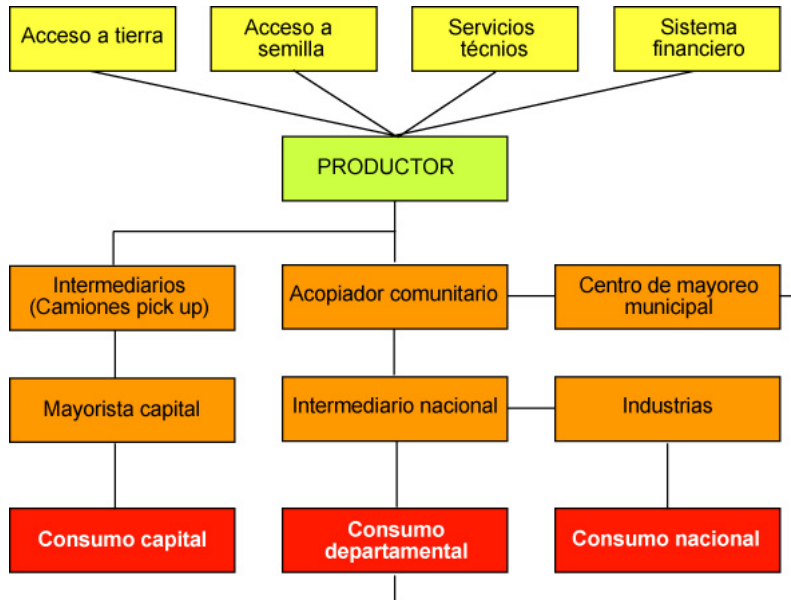 Acceso a tierra
Acceso a
semilla
Servicios
técnios
Sistema
financiero
PRODUCTOR
Intermediarios
(Camiones pick up)
Acopiador comunitario
Centro de mayoreo
municipal
Mayorista capital
Intermediario nacional
Industrias
Consumo capital
Consumo
departamental
Consumo nacional